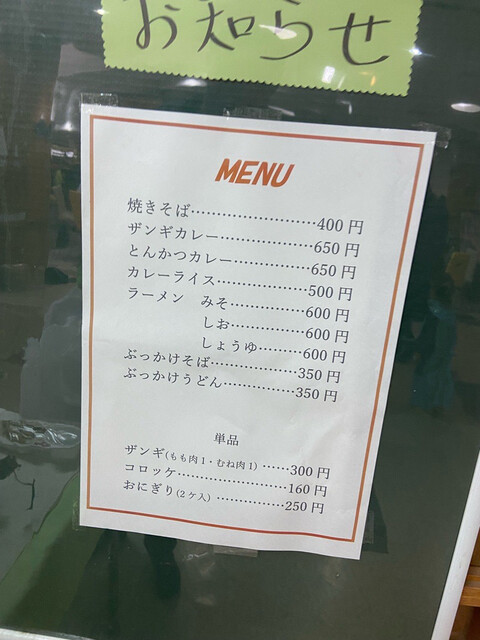 お知らせ
MENU
焼きそば……………………400円
ザンギカレー………………650円
とんかつカレー……………650円
カレーライス………………500円
ラーメン　みそ……………600円
しお……………600円
しょうゆ………600円
ぶっかけそば………………350円
ぶっかけうどん……………350円
単品
ザンギ(もも肉1・むね肉1)……300円
コロッケ……………………160円
おにぎり(2ケ入)……………250円